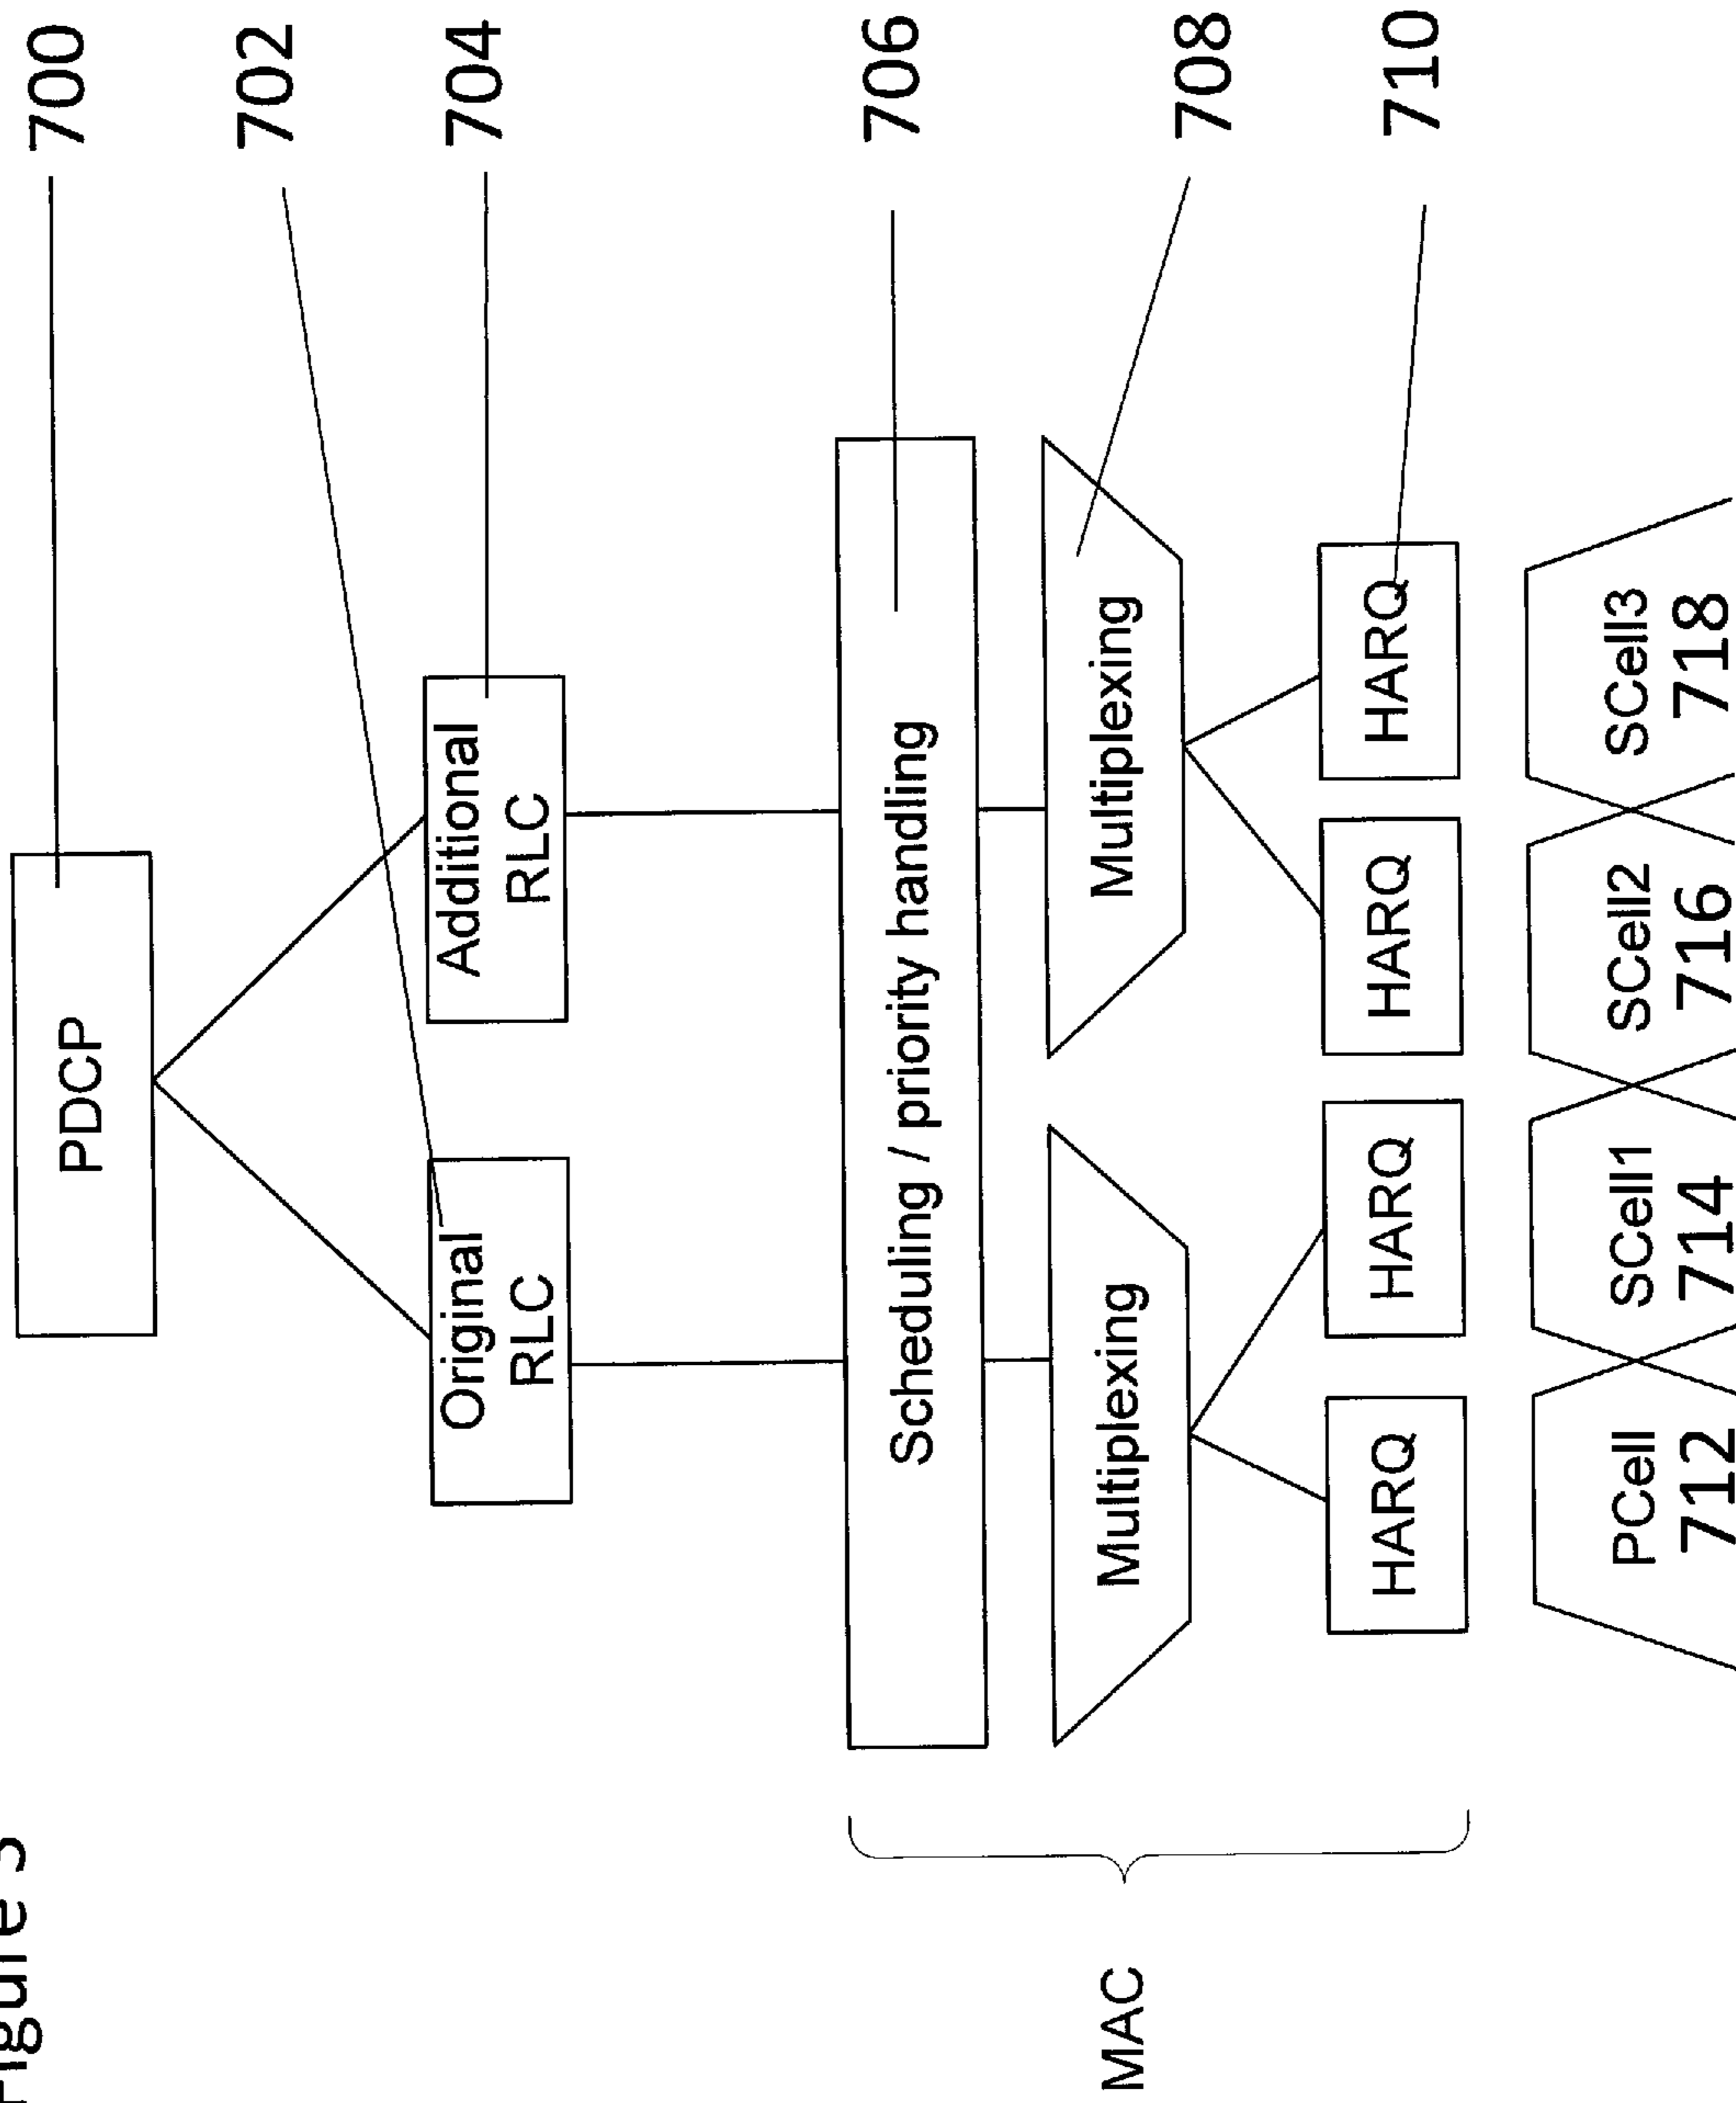 Figure 3
PDCP
700
702
Original
RLC
Additional
RLC
704
Scheduling / priority handling
706
Multiplexing
Multiplexing
708
MAC
HARQ
HARQ
HARQ
HARQ
710
PCell
SCell1
SCell2
SCell3
712
714
716
718